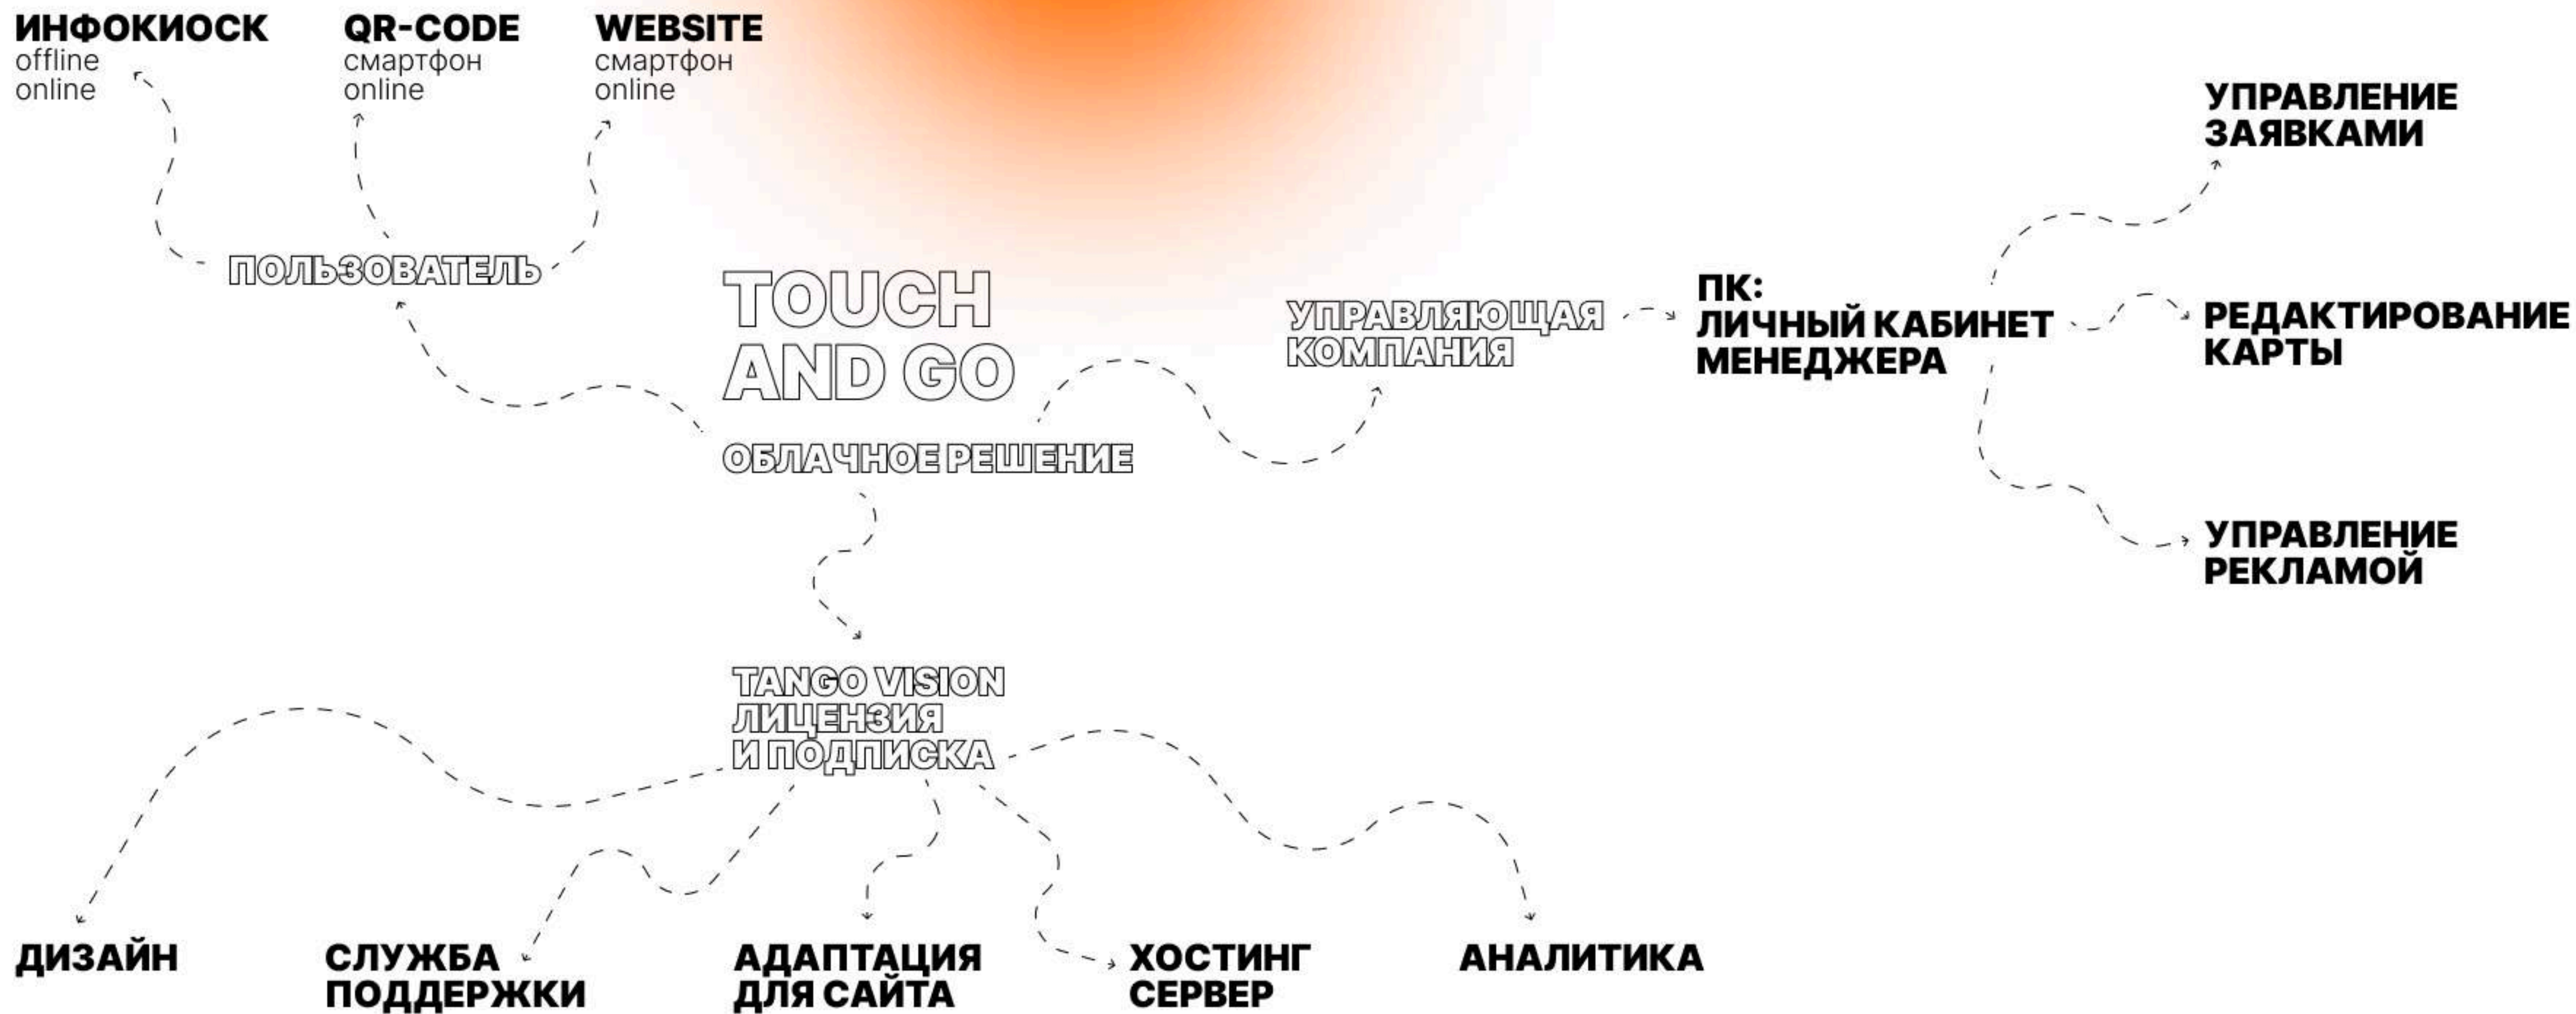 ИНФОКИОСК
offline
online
QR-CODE
смартфон
online
WEBSITE
смартфон
online
ПОЛЬЗОВАТЕЛЬ
TOUCH
AND GO
ОБЛАЧНОЕ РЕШЕНИЕ
УПРАВЛЯЮЩАЯ
КОМПАНИЯ
ПК:
ЛИЧНЫЙ КАБИНЕТ
МЕНЕДЖЕРА
УПРАВЛЕНИЕ
ЗАЯВКАМИ
РЕДАКТИРОВАНИЕ
КАРТЫ
УПРАВЛЕНИЕ
РЕКЛАМОЙ
TANGO VISION
ЛИЦЕНЗИЯ
И ПОДПИСКА
ДИЗАЙН
СЛУЖБА
ПОДДЕРЖКИ
АДАПТАЦИЯ
ДЛЯ САЙТА
ХОСТИНГ
СЕРВЕР
АНАЛИТИКА